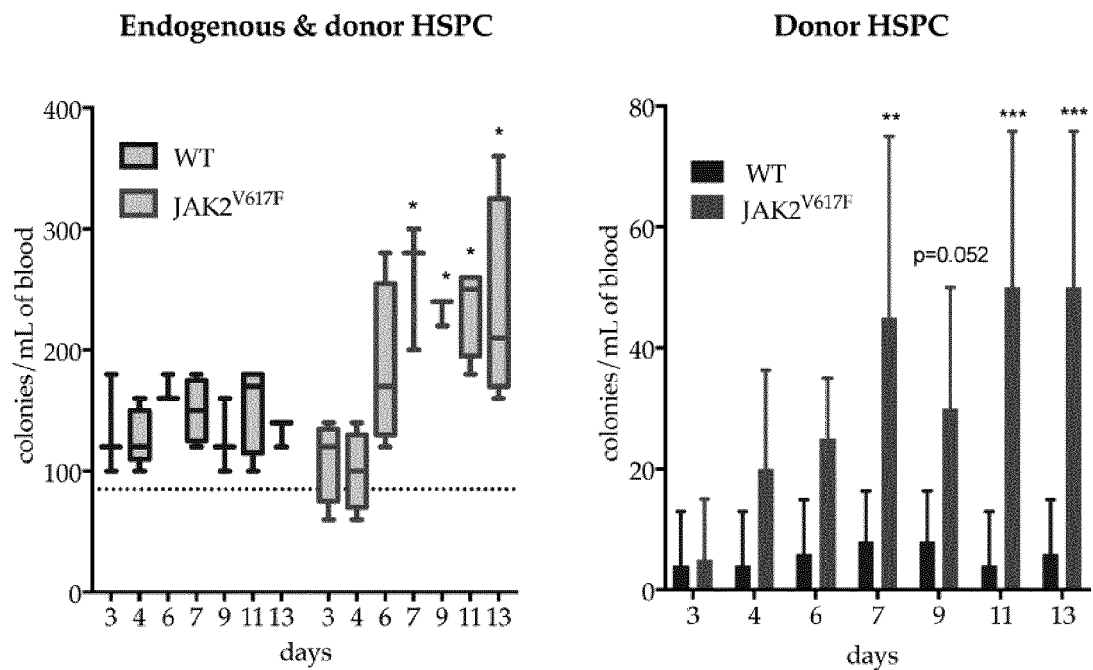 Endogenous & donor HSPC
400
300
200
100
0
colonies/mL of blood
WT
JAK2V617F
*
*
*
*
3 4 6 7 9 11 13 3 4 6 7 9 11 13
days
Donor HSPC
80
60
40
20
0
colonies/mL of blood
WT
JAK2V617F
**
p=0.052
***
***
3 4 6 7 9 11 13
days